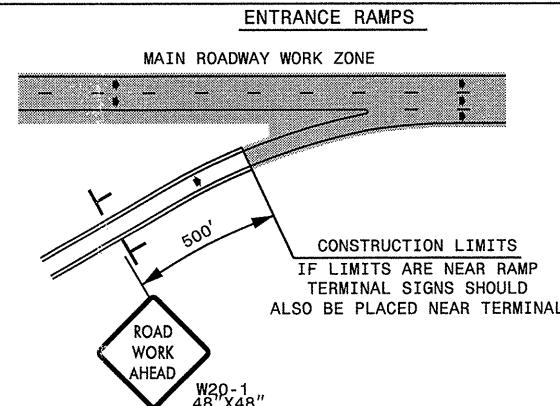 ENTRANCE RAMPS
MAIN ROADWAY WORK ZONE
500'
CONSTRUCTION LIMITS
IF LIMITS ARE NEAR RAMP
TERMINAL SIGNS SHOULD
ALSO BE PLACED NEAR TERMINAL
ROAD
WORK
AHEAD
W20-1
48"X48"